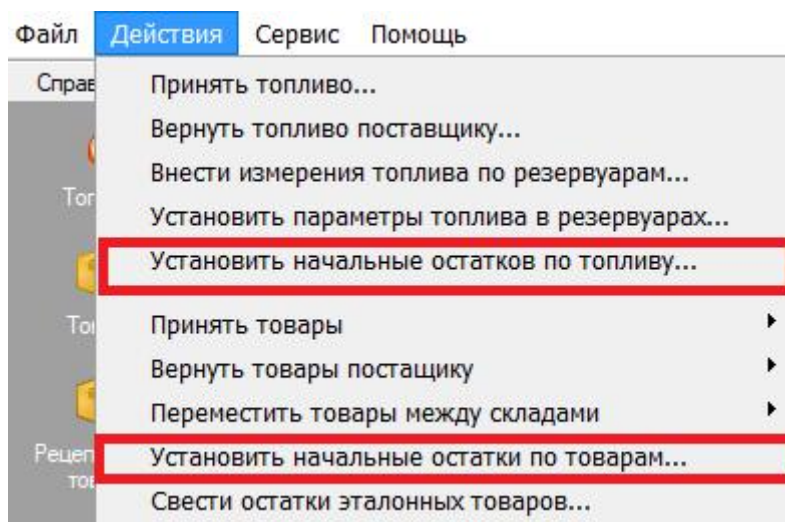 Файл Действия Сервис Помощь
Принять топливо...
Вернуть топливо поставщику...
Внести измерения топлива по резервуарам...
Установить параметры топлива в резервуарах...
Установить начальные остатков по топливу...
Принять товары
Вернуть товары постащику
Переместить товары между складами
Установить начальные остатки по товарам...
Свести остатки эталонных товаров...